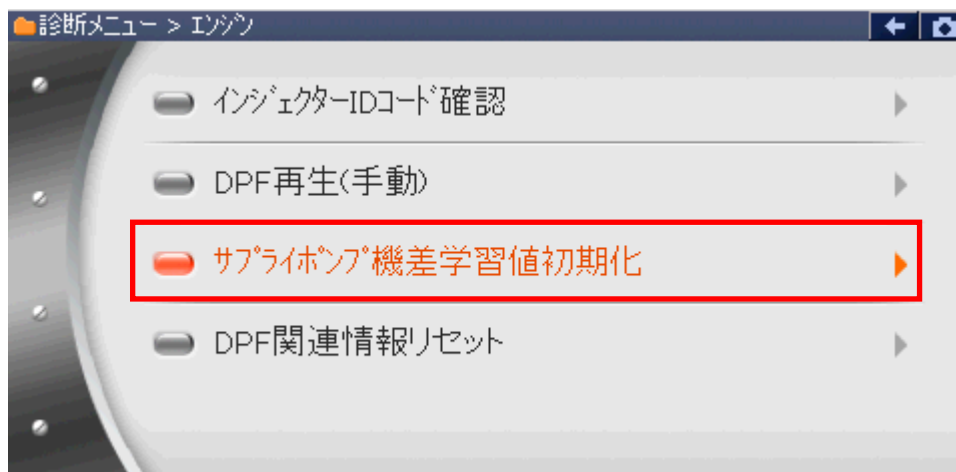 診断メニュー > エンジン
インジェクターIDコード確認
DPF再生(手動)
サプライポンプ機差学習値初期化
DPF関連情報リセット